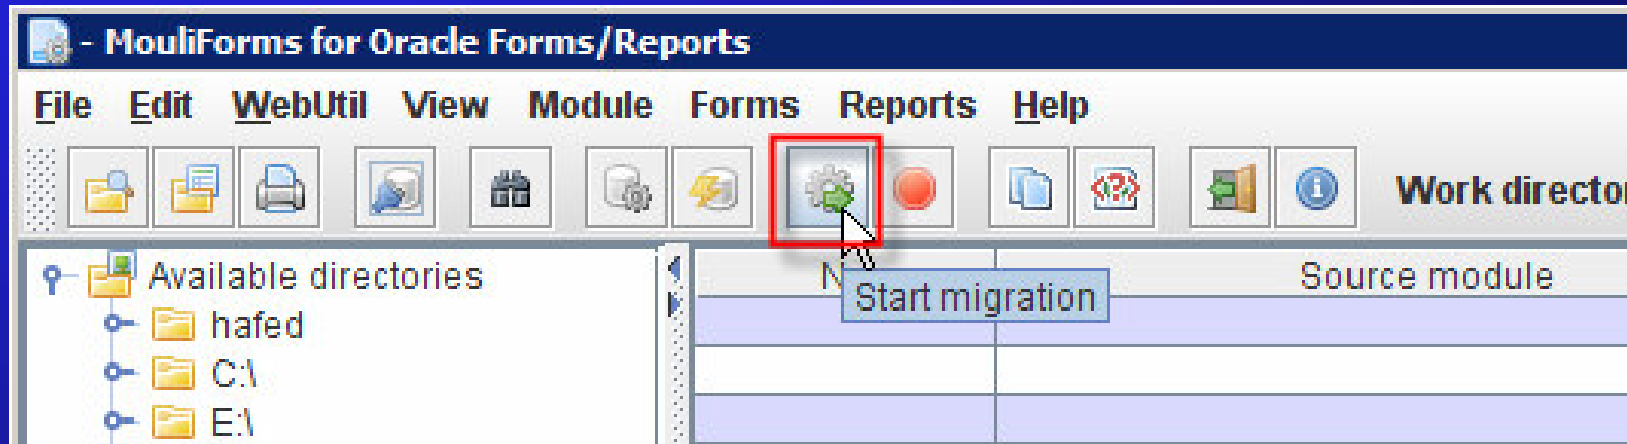 - MouliForms for Oracle Forms/Reports
File Edit WebUtil View Module Forms Reports Help
Work
Available directories
Source module
Start migration
hafed
C:\
E:\